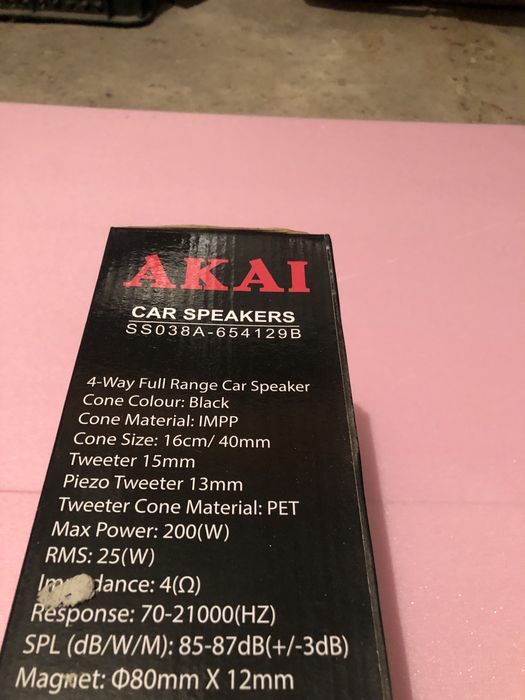 AKAI
CAR SPEAKERS
SS038A-654129B
4-Way Full Range Car Speaker
Cone Colour: Black
Cone Material: IMPP
Cone Size: 16cm/ 40mm
Tweeter 15mm
Piezo Tweeter 13mm
Tweeter Cone Material: PET
Max Power: 200(W)
RMS: 25(W)
Impedance: 4(Ω)
Response: 70-21000(HZ)
SPL (dB/W/M): 85-87dB(+/-3dB)
Magnet: Φ80mm X 12mm